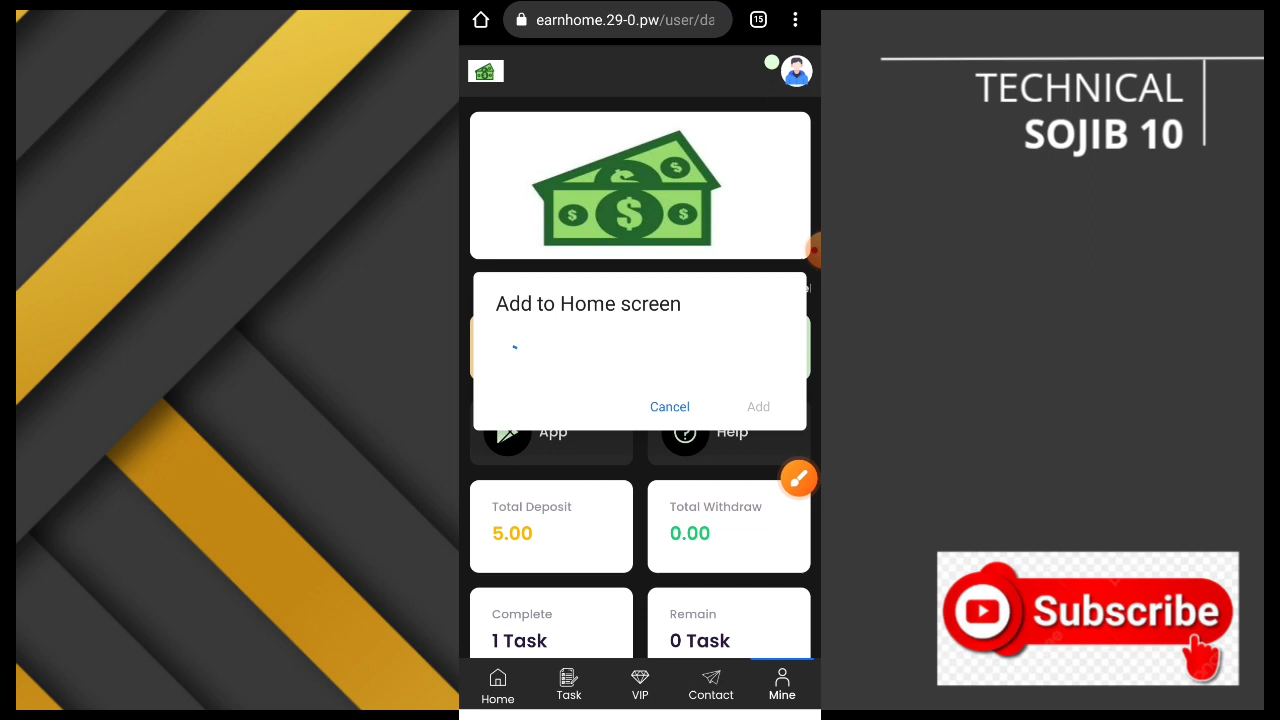 earnhome.29-0.pw/user/da
15
TECHNICAL
SOJIB 10
Add to Home screen
Cancel
Add
App
Help
Total Deposit
5.00
Total Withdraw
0.00
Complete
1 Task
Remain
0 Task
Subscribe
Home
Task
VIP
Contact
Mine